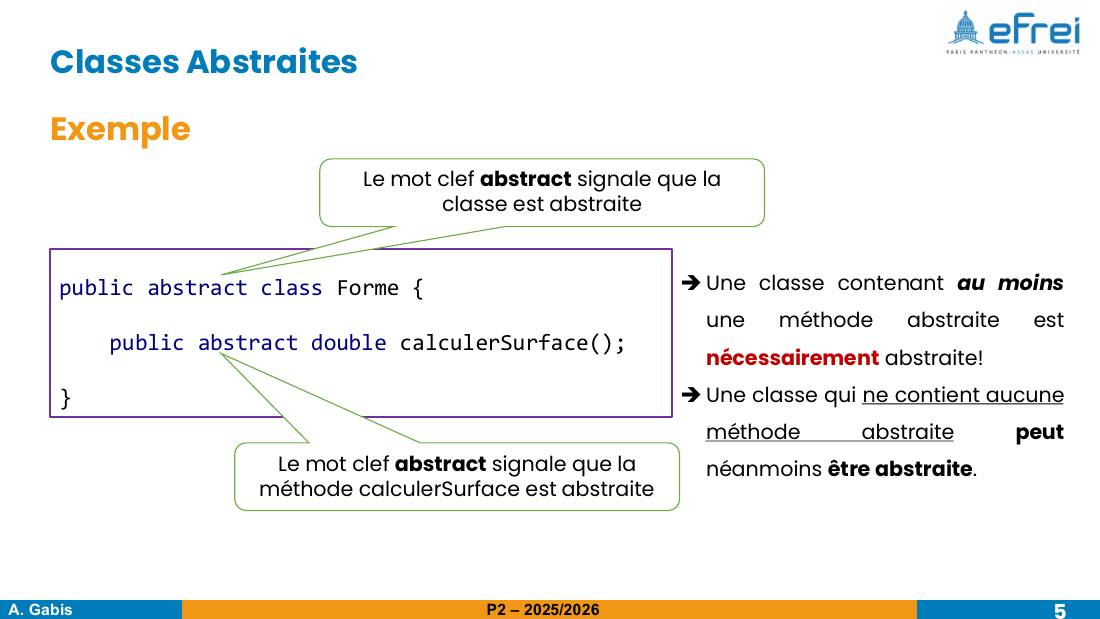 efrei
PARIS PANTHÉON-ASSAS UNIVERSITÉ
Classes Abstraites
Exemple
Le mot clef abstract signale que la
classe est abstraite
public abstract class Forme {
public abstract double calculerSurface();
}
Le mot clef abstract signale que la
méthode calculerSurface est abstraite
➔ Une classe contenant au moins
une méthode abstraite est
nécessairement abstraite!
➔ Une classe qui ne contient aucune
méthode abstraite peut
néanmoins être abstraite.
A. Gabis
P2 – 2025/2026
5